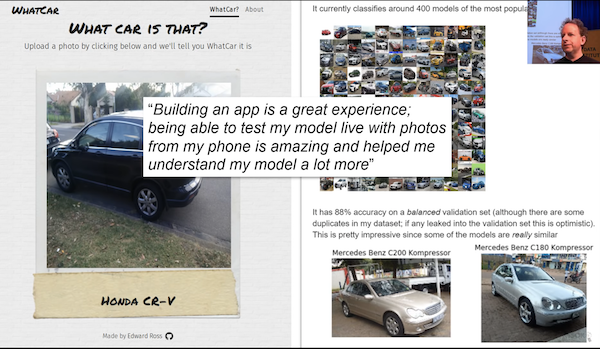 WhatCar
WhatCar? About
What car is that?
Upload a photo by clicking below and we'll tell you WhatCar it is
“Building an app is a great experience;
being able to test my model live with photos
from my phone is amazing and helped me
understand my model a lot more”
Honda CR-V
Made by Edward Ross
It currently classifies around 400 models of the most popula
It has 88% accuracy on a balanced validation set (although there are some
duplicates in my dataset; if any leaked into the validation set this is optimistic).
This is pretty impressive since some of the models are really similar
Mercedes Benz C200 Kompressor
Mercedes Benz C180 Kompressor